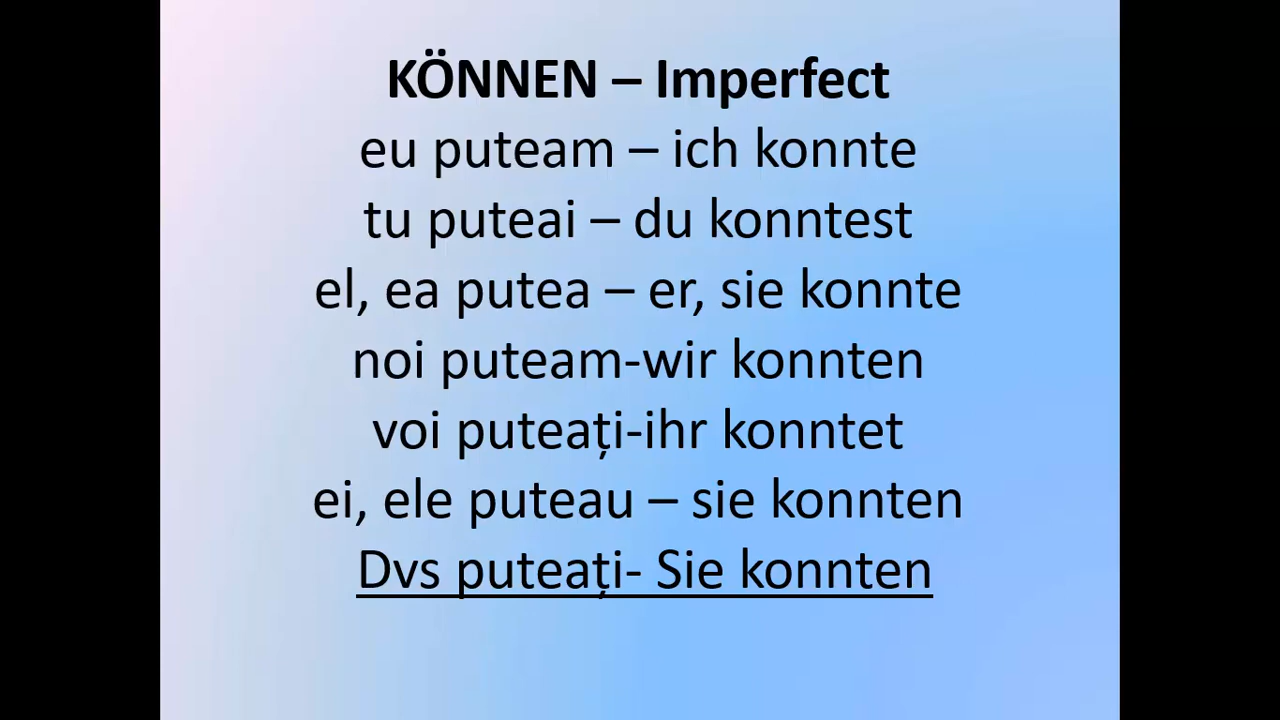 KÖNNEN – Imperfect
eu puteam – ich konnte
tu puteai – du konntest
el, ea putea – er, sie konnte
noi puteam-wir konnten
voi puteați-ihr konntet
ei, ele puteau – sie konnten
Dvs puteați- Sie konnten